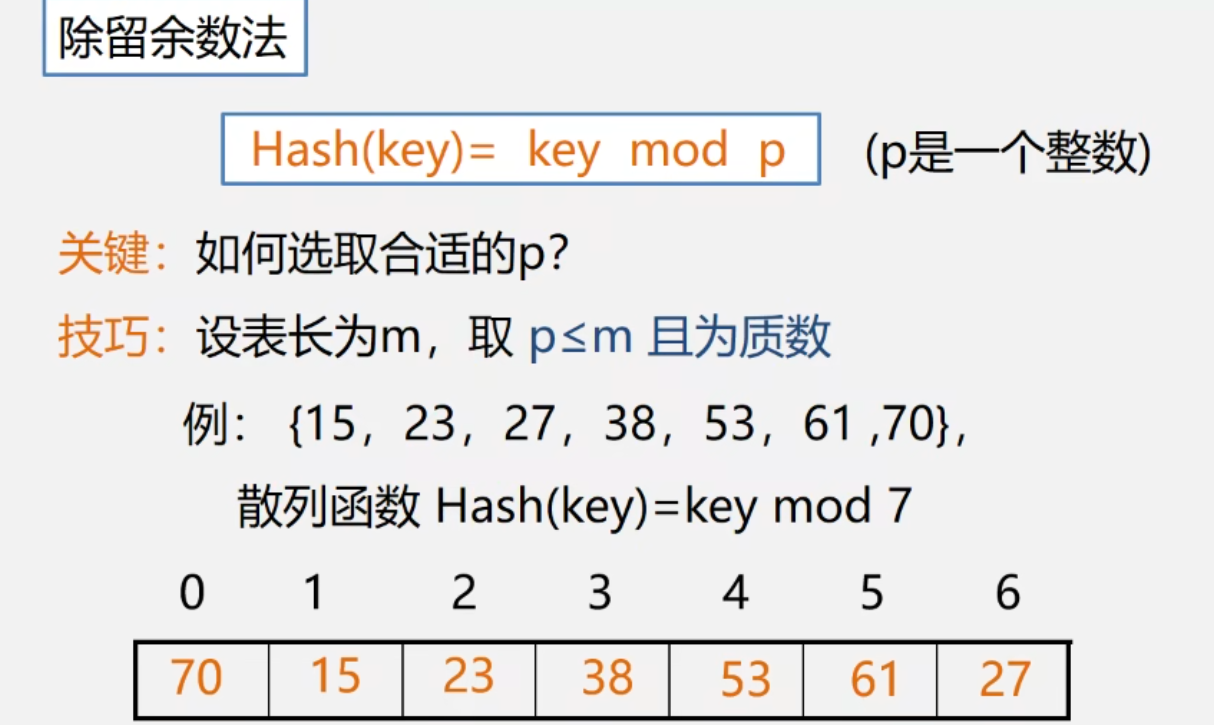 除留余数法
Hash(key)= key mod p (p是一个整数)
关键：如何选取合适的p？
技巧：设表长为m，取 p≤m 且为质数
例： {15，23，27，38，53，61 ,70}，
散列函数 Hash(key)=key mod 7
0 1 2 3 4 5 6
70 15 23 38 53 61 27